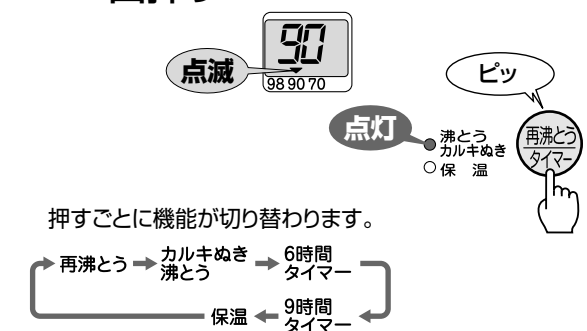 90
点滅
98 90 70
ピッ
点灯
沸とう
カルキぬき
保 温
再沸とう
タイマー
押すごとに機能が切り替わります。
再沸とう
カルキぬき
沸とう
6時間
タイマー
9時間
タイマー
保温